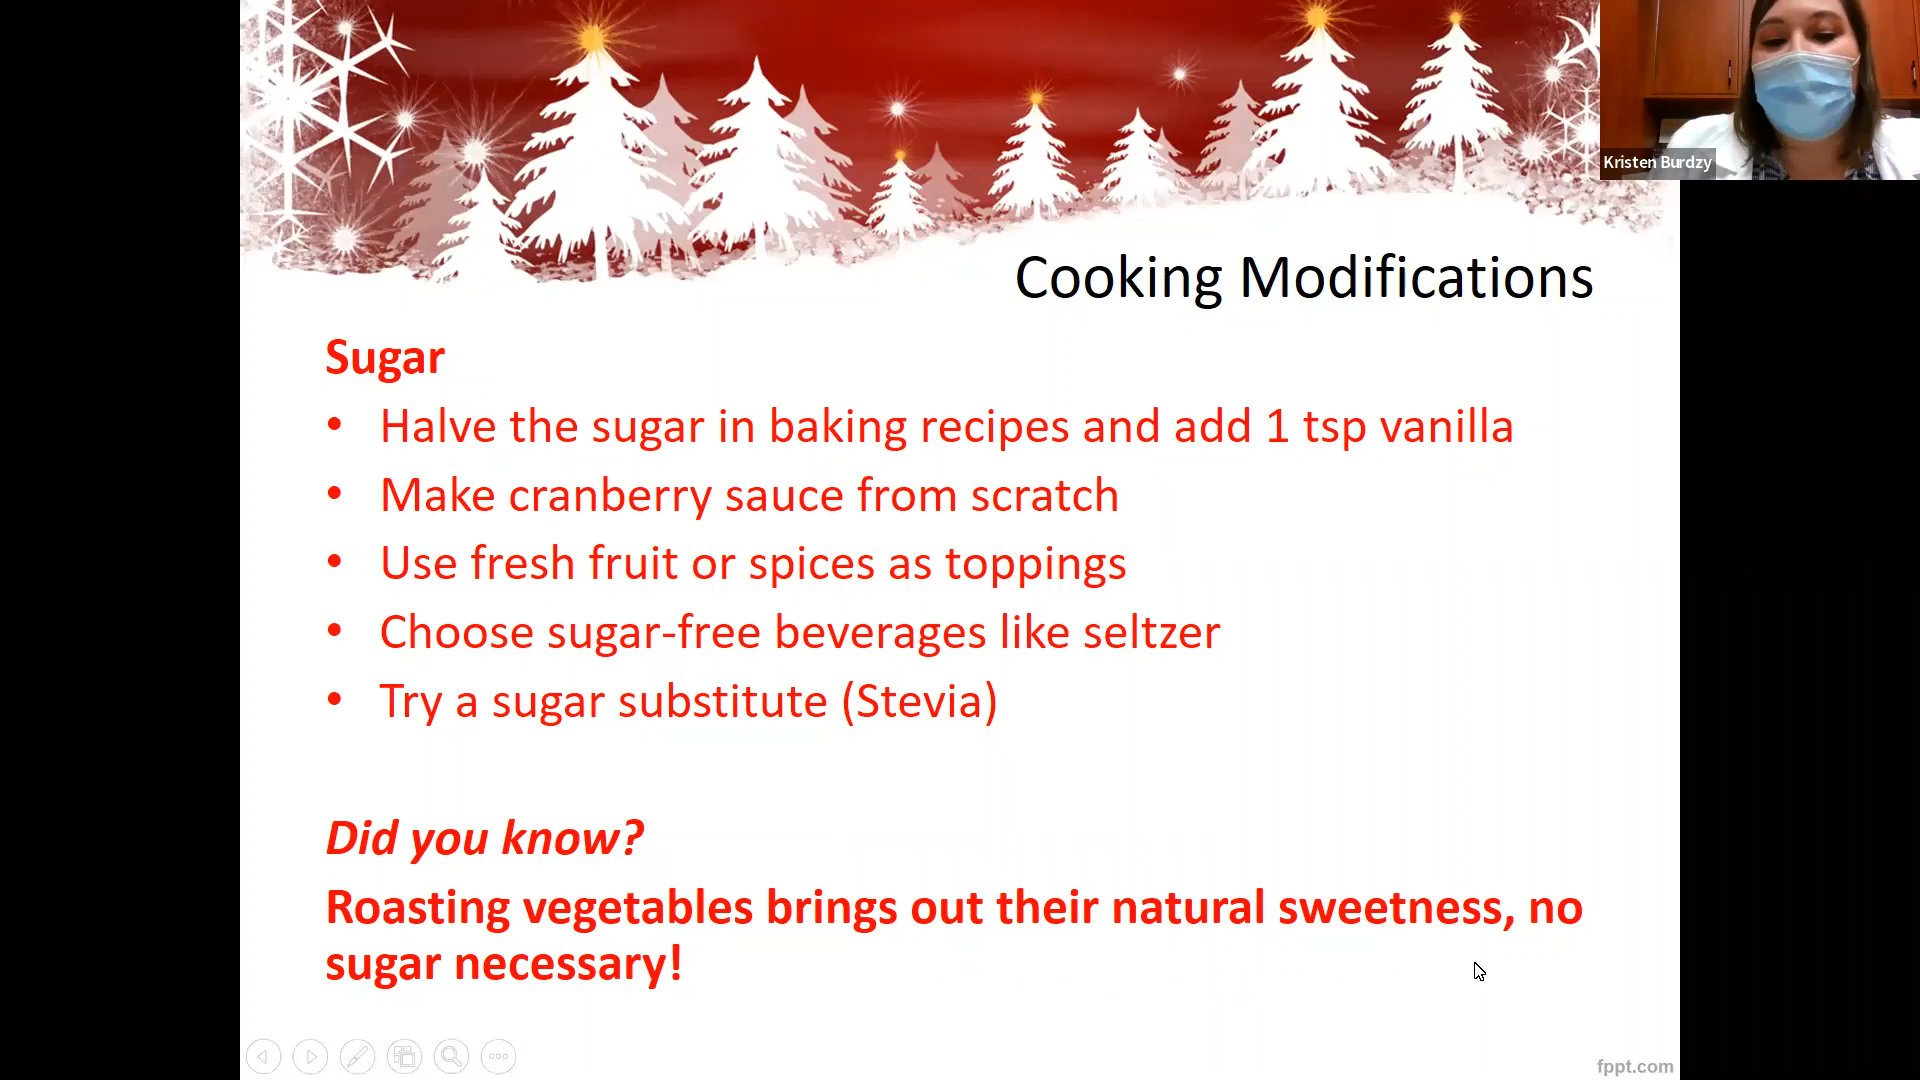 Kristen Burdzy
Cooking Modifications
Sugar
• Halve the sugar in baking recipes and add 1 tsp vanilla
• Make cranberry sauce from scratch
• Use fresh fruit or spices as toppings
• Choose sugar-free beverages like seltzer
• Try a sugar substitute (Stevia)
Did you know?
Roasting vegetables brings out their natural sweetness, no
sugar necessary!
fppt.com